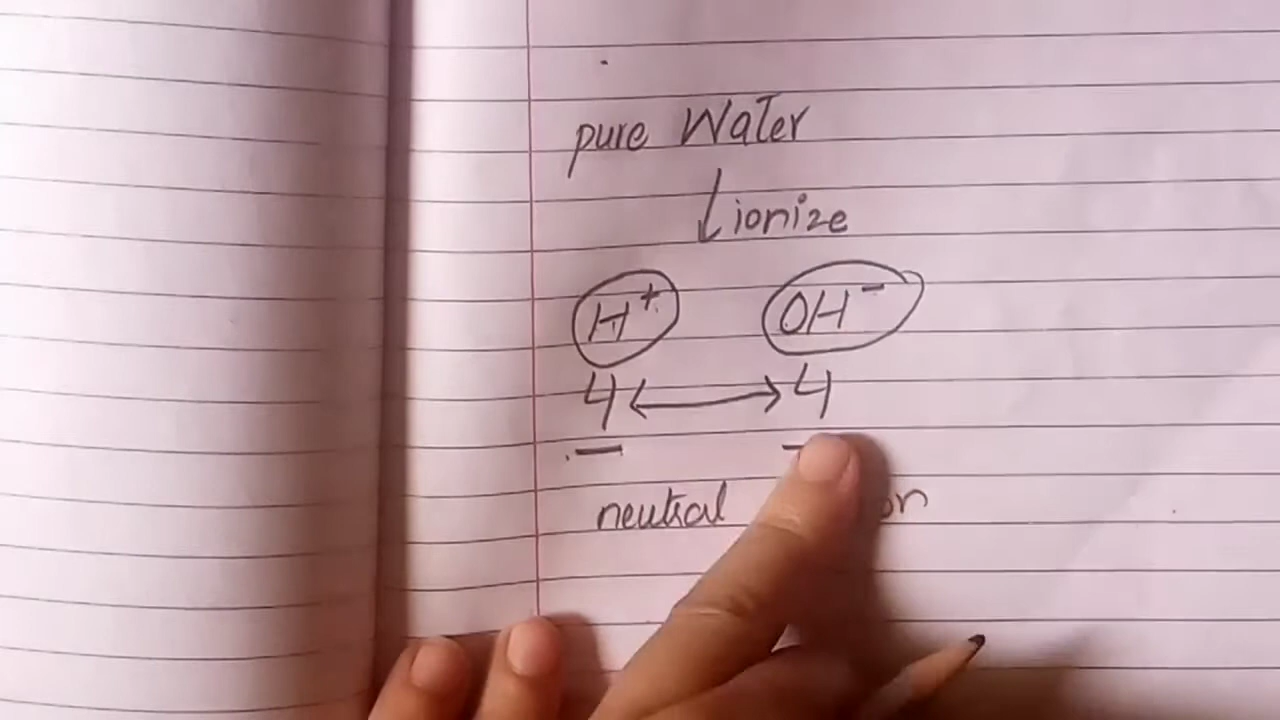 pure Water
ionize
H⁺ OH⁻
4 4
neutral